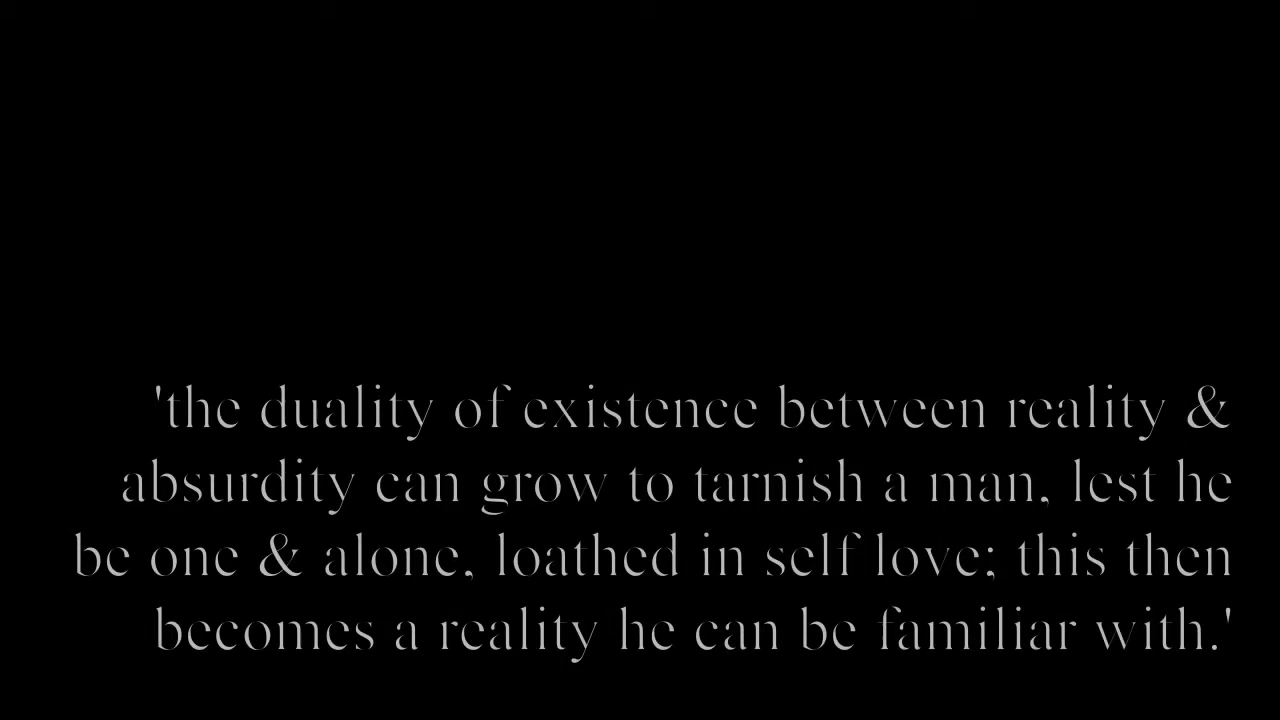 'the duality of existence between reality &
absurdity can grow to tarnish a man, lest he
be one & alone, loathed in self love; this then
becomes a reality he can be familiar with.'